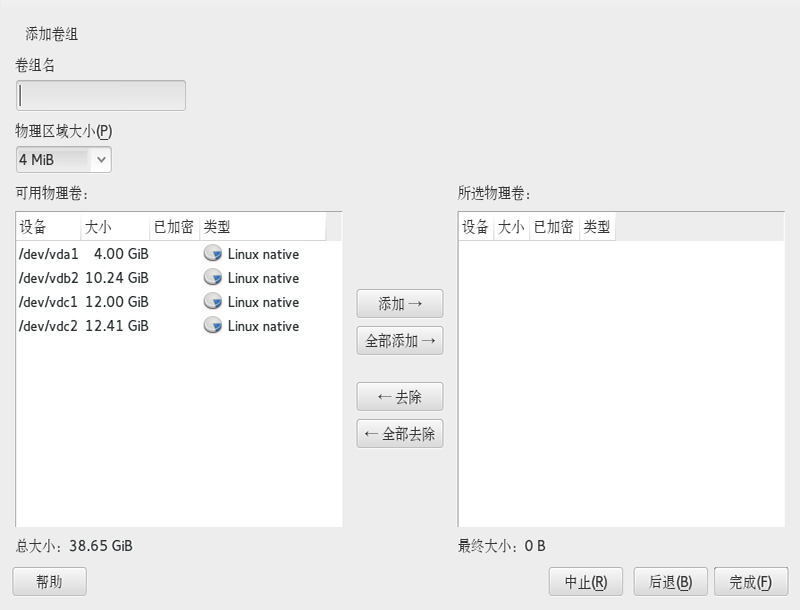 添加卷组
卷组名
物理区域大小(P)
4 MiB
可用物理卷：
设备 大小 已加密 类型
/dev/vda1 4.00 GiB Linux native
/dev/vdb2 10.24 GiB Linux native
/dev/vdc1 12.00 GiB Linux native
/dev/vdc2 12.41 GiB Linux native
总大小：38.65 GiB
添加 →
全部添加 →
← 去除
← 全部去除
所选物理卷：
设备 大小 已加密 类型
最终大小：0 B
帮助
中止(R)
后退(B)
完成(F)